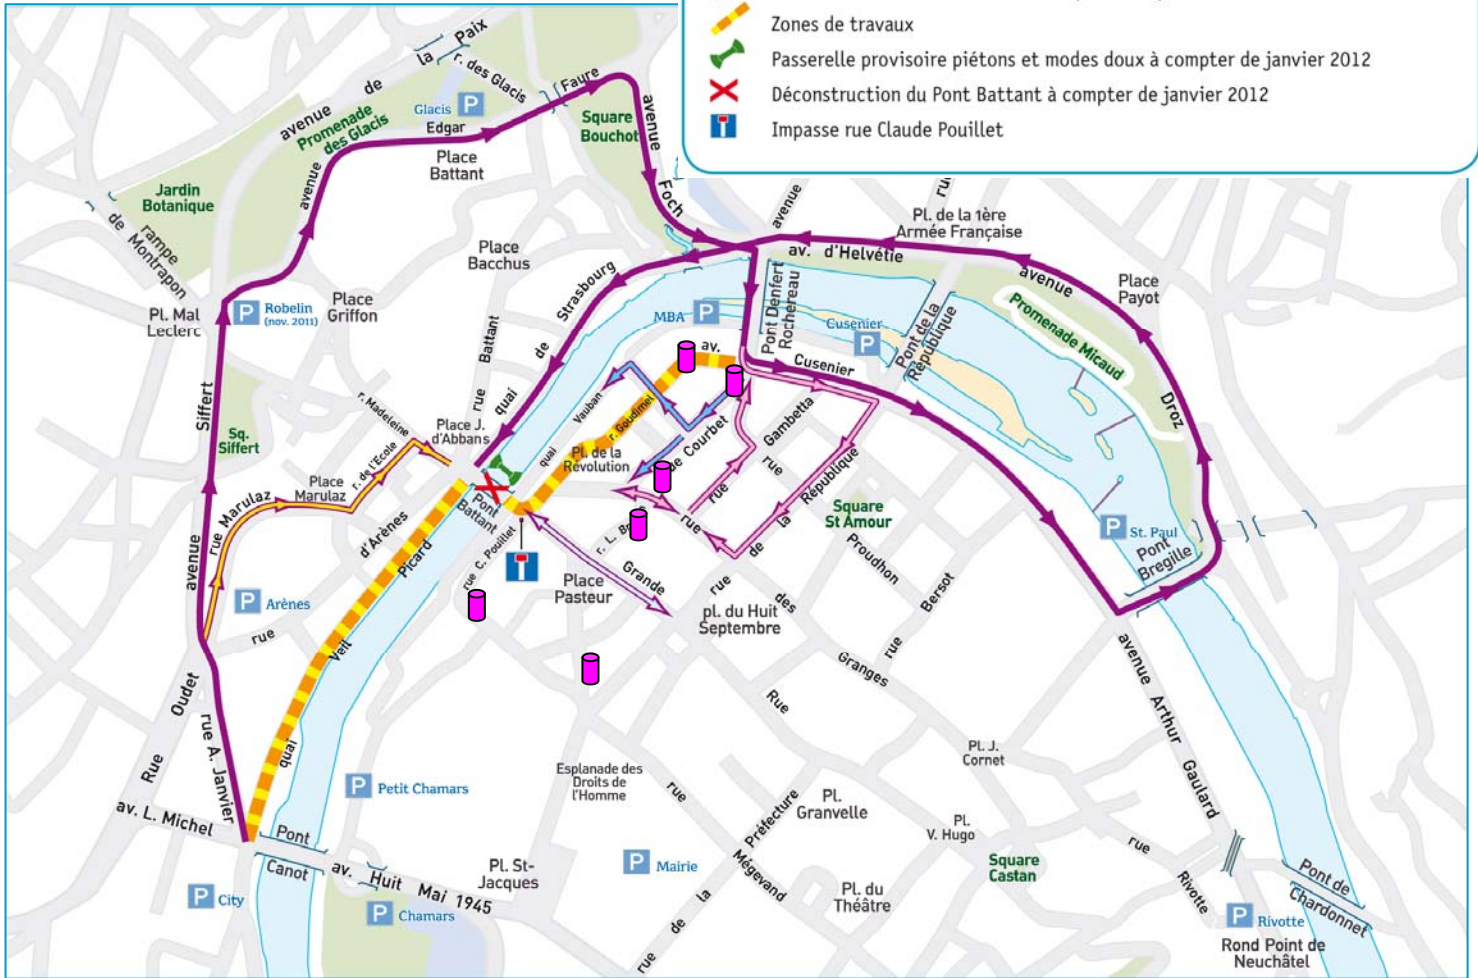 Zones de travaux
Passerelle provisoire piétons et modes doux à compter de janvier 2012
Déconstruction du Pont Battant à compter de janvier 2012
Impasse rue Claude Pouillet
avenue de la Paix
r. des Glacis
Faure
Glacis
P
Edgar
Promenade
des Glacis
Place
Battant
Square
Bouchot
avenue
Foch
Jardin
Botanique
avenue
rampe
de Montrapon
Place
Bacchus
avenue
Pl. de la 1ère
Armée Française
av. d'Helvétie
avenue
Place
Payot
Droz
Promenade Micaud
Pl. Mal
Leclerc
P
Robelin
(nov. 2011)
Place
Griffon
quai de Strasbourg
rue Battant
MBA
P
Pont Denfert
Rochereau
Cusenier
P
Pont de la
République
av.
Cusenier
Siffert
avenue
Sq.
Siffert
r. Madeleine
r. de l'Ecole
Place
Marulaz
rue Marulaz
Place J.
d'Abbans
quai
Vauban
r. Goudimel
Pl. de la
Révolution
de Courbet
Gambetta
rue
rue
rue
République
la
de
rue
Square
St Amour
Proudhon
Pont
Battant
rue C. Pouillet
Place
Pasteur
Grande
pl. du Huit
Septembre
des
Granges
rue
Bersot
P
St. Paul
Pont
Bregille
d'Arènes
rue
P
Arènes
quai
Veil
Picard
Rue
Oudet
rue A. Janvier
av. L. Michel
Pont
Canot
av. Huit Mai 1945
P
Petit Chamars
P
City
P
Chamars
Pl. St-
Jacques
Esplanade des
Droits de
l'Homme
P
Mairie
Rue
rue
Mégevand
rue de la Préfecture
Pl.
Granvelle
Pl. du
Théâtre
Pl. J.
Cornet
Pl.
V. Hugo
Square
Castan
avenue Arthur Gaulard
rue
Rivotte
P
Rivotte
Rond Point de
Neuchâtel
Pont de
Chardonnet